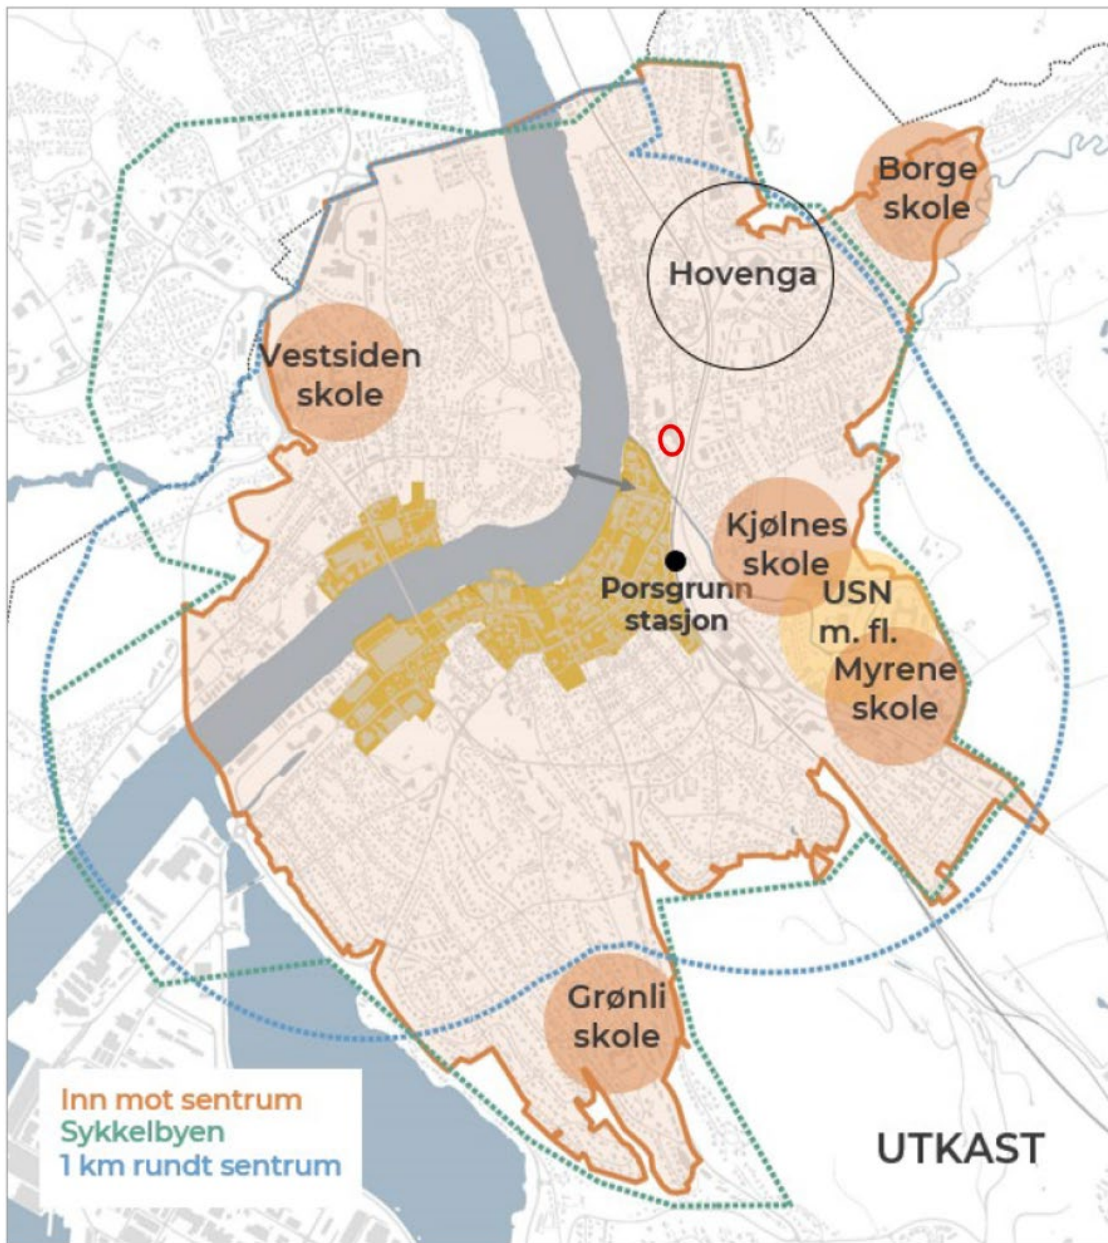 Borge
skole
Hovenga
Vestsiden
skole
Kjølnes
skole
Porsgrunn
stasjon
USN
m. fl.
Myrene
skole
Grønli
skole
Inn mot sentrum
Sykkelbyen
1 km rundt sentrum
UTKAST